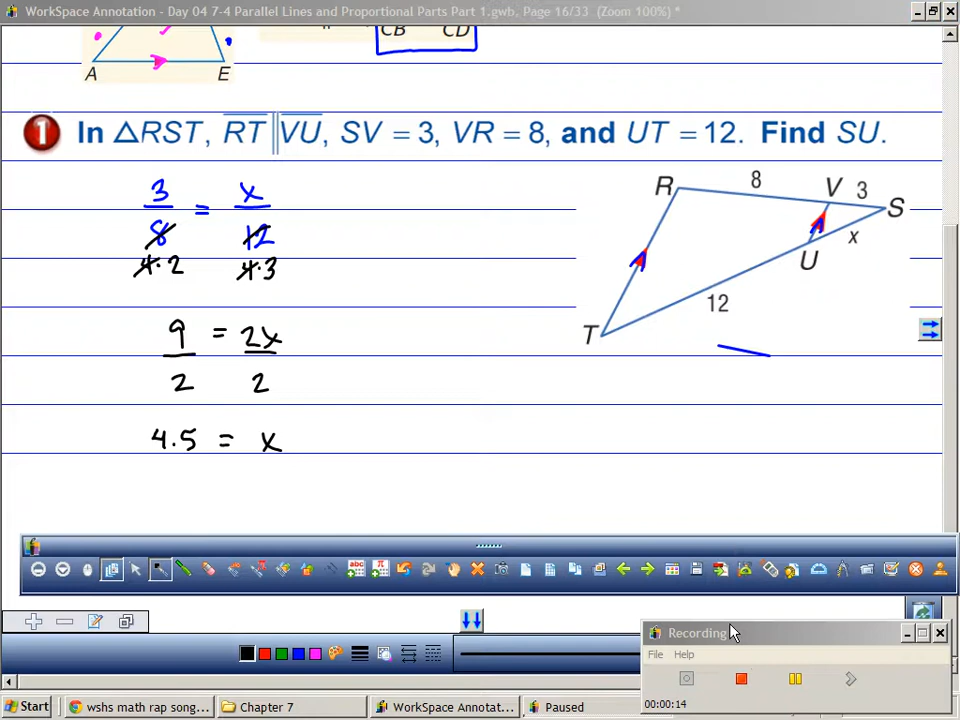 WorkSpace Annotation - Day 04 7-4 Parallel Lines and Proportional Parts Part 1.gwb, Page 16/33 (Zoom 100%) *
CB CD
A E
1 In △RST, RT ∥ VU, SV = 3, VR = 8, and UT = 12. Find SU.
3/8 = x/12
4·2 4·3
9/2 = 2x/2
4.5 = x
R 8 V 3 S
x
U
12
T
abc
π
Recording
File Help
00:00:14
Start wshs math rap song... Chapter 7 WorkSpace Annotati... Paused